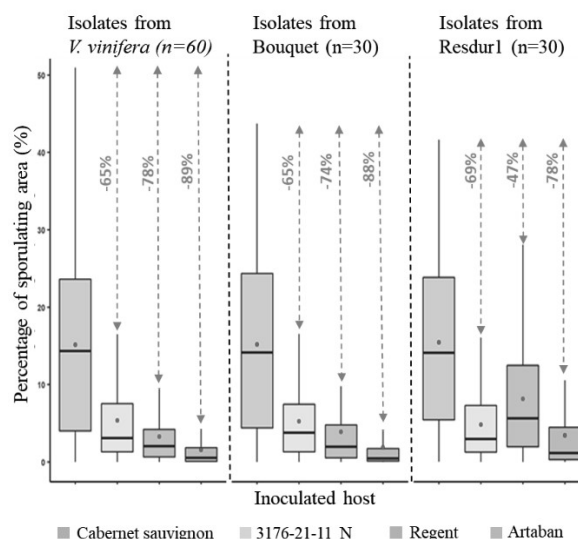 Isolates from
V. vinifera (n=60)
Isolates from
Bouquet (n=30)
Isolates from
Resdur1 (n=30)
Percentage of sporulating area (%)
50
40
30
20
10
0
-65%
-78%
-89%
-65%
-74%
-88%
-69%
-47%
-78%
Inoculated host
Cabernet sauvignon
3176-21-11 N
Regent
Artaban